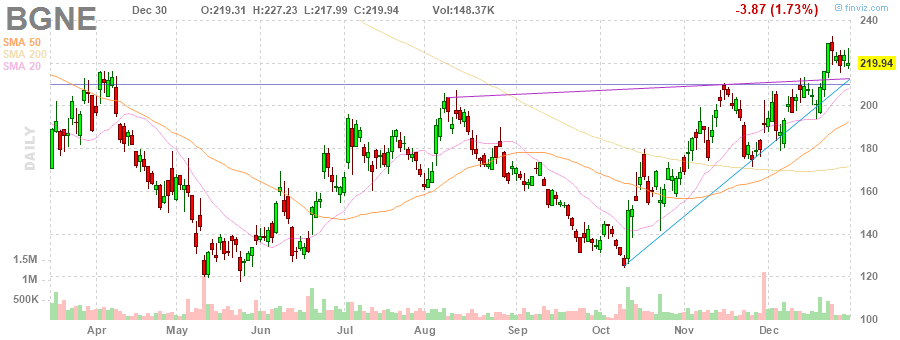 BGNE Dec 30 O:219.31 H:227.23 L:217.99 C:219.94 Vol:148.37K -3.87 (1.73%) © finviz.com
SMA 50
SMA 200
SMA 20
DAILY
240
219.94
200
180
160
140
120
100
1.5M
1M
500K
Apr May Jun Jul Aug Sep Oct Nov Dec